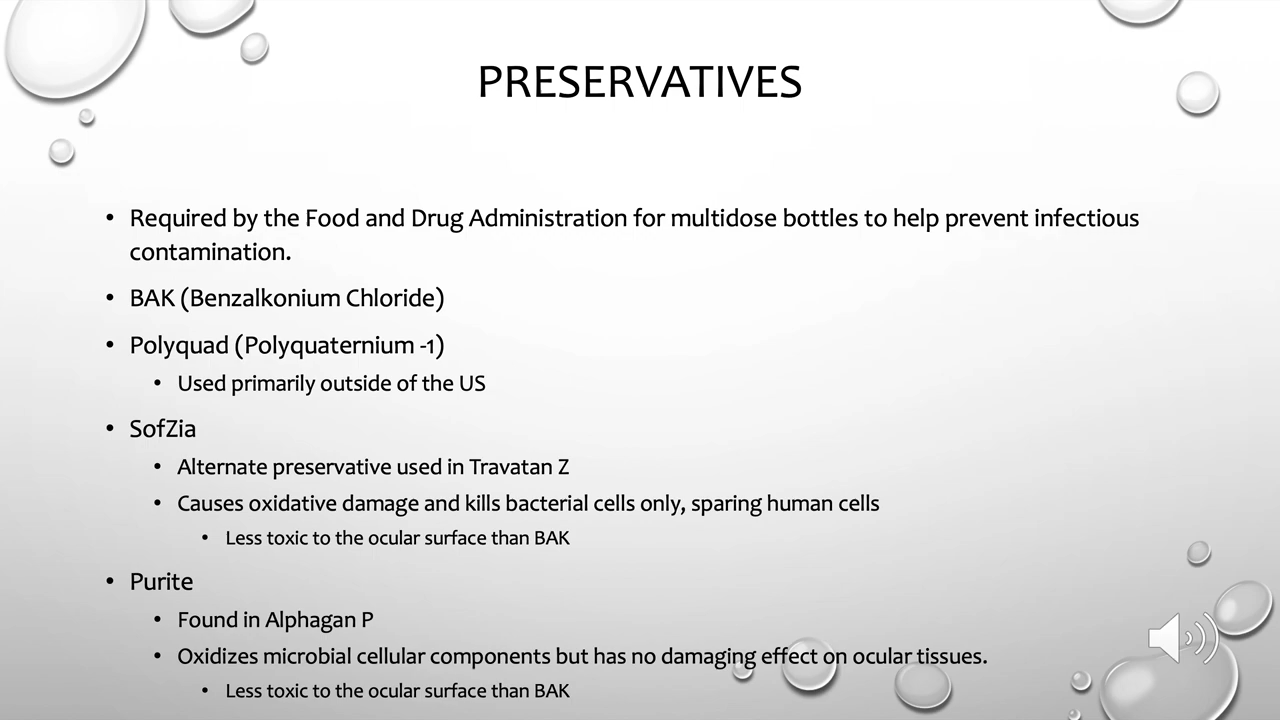 PRESERVATIVES
• Required by the Food and Drug Administration for multidose bottles to help prevent infectious
contamination.
• BAK (Benzalkonium Chloride)
• Polyquad (Polyquaternium -1)
• Used primarily outside of the US
• SofZia
• Alternate preservative used in Travatan Z
• Causes oxidative damage and kills bacterial cells only, sparing human cells
• Less toxic to the ocular surface than BAK
• Purite
• Found in Alphagan P
• Oxidizes microbial cellular components but has no damaging effect on ocular tissues.
• Less toxic to the ocular surface than BAK